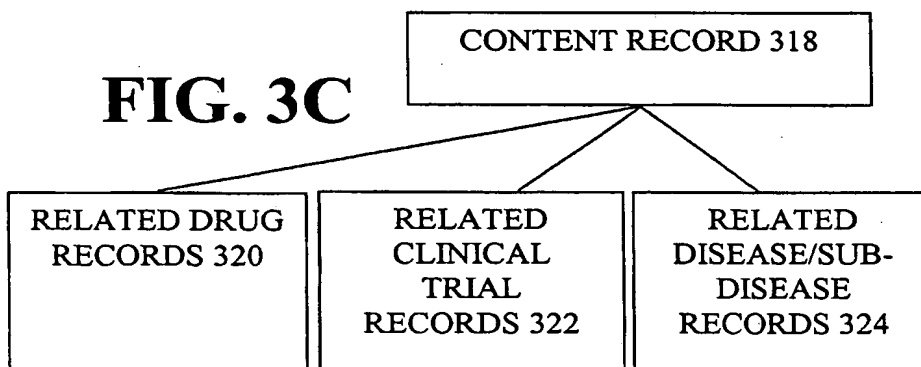 CONTENT RECORD 318
FIG. 3C
RELATED DRUG
RECORDS 320
RELATED
CLINICAL
TRIAL
RECORDS 322
RELATED
DISEASE/SUB-
DISEASE
RECORDS 324